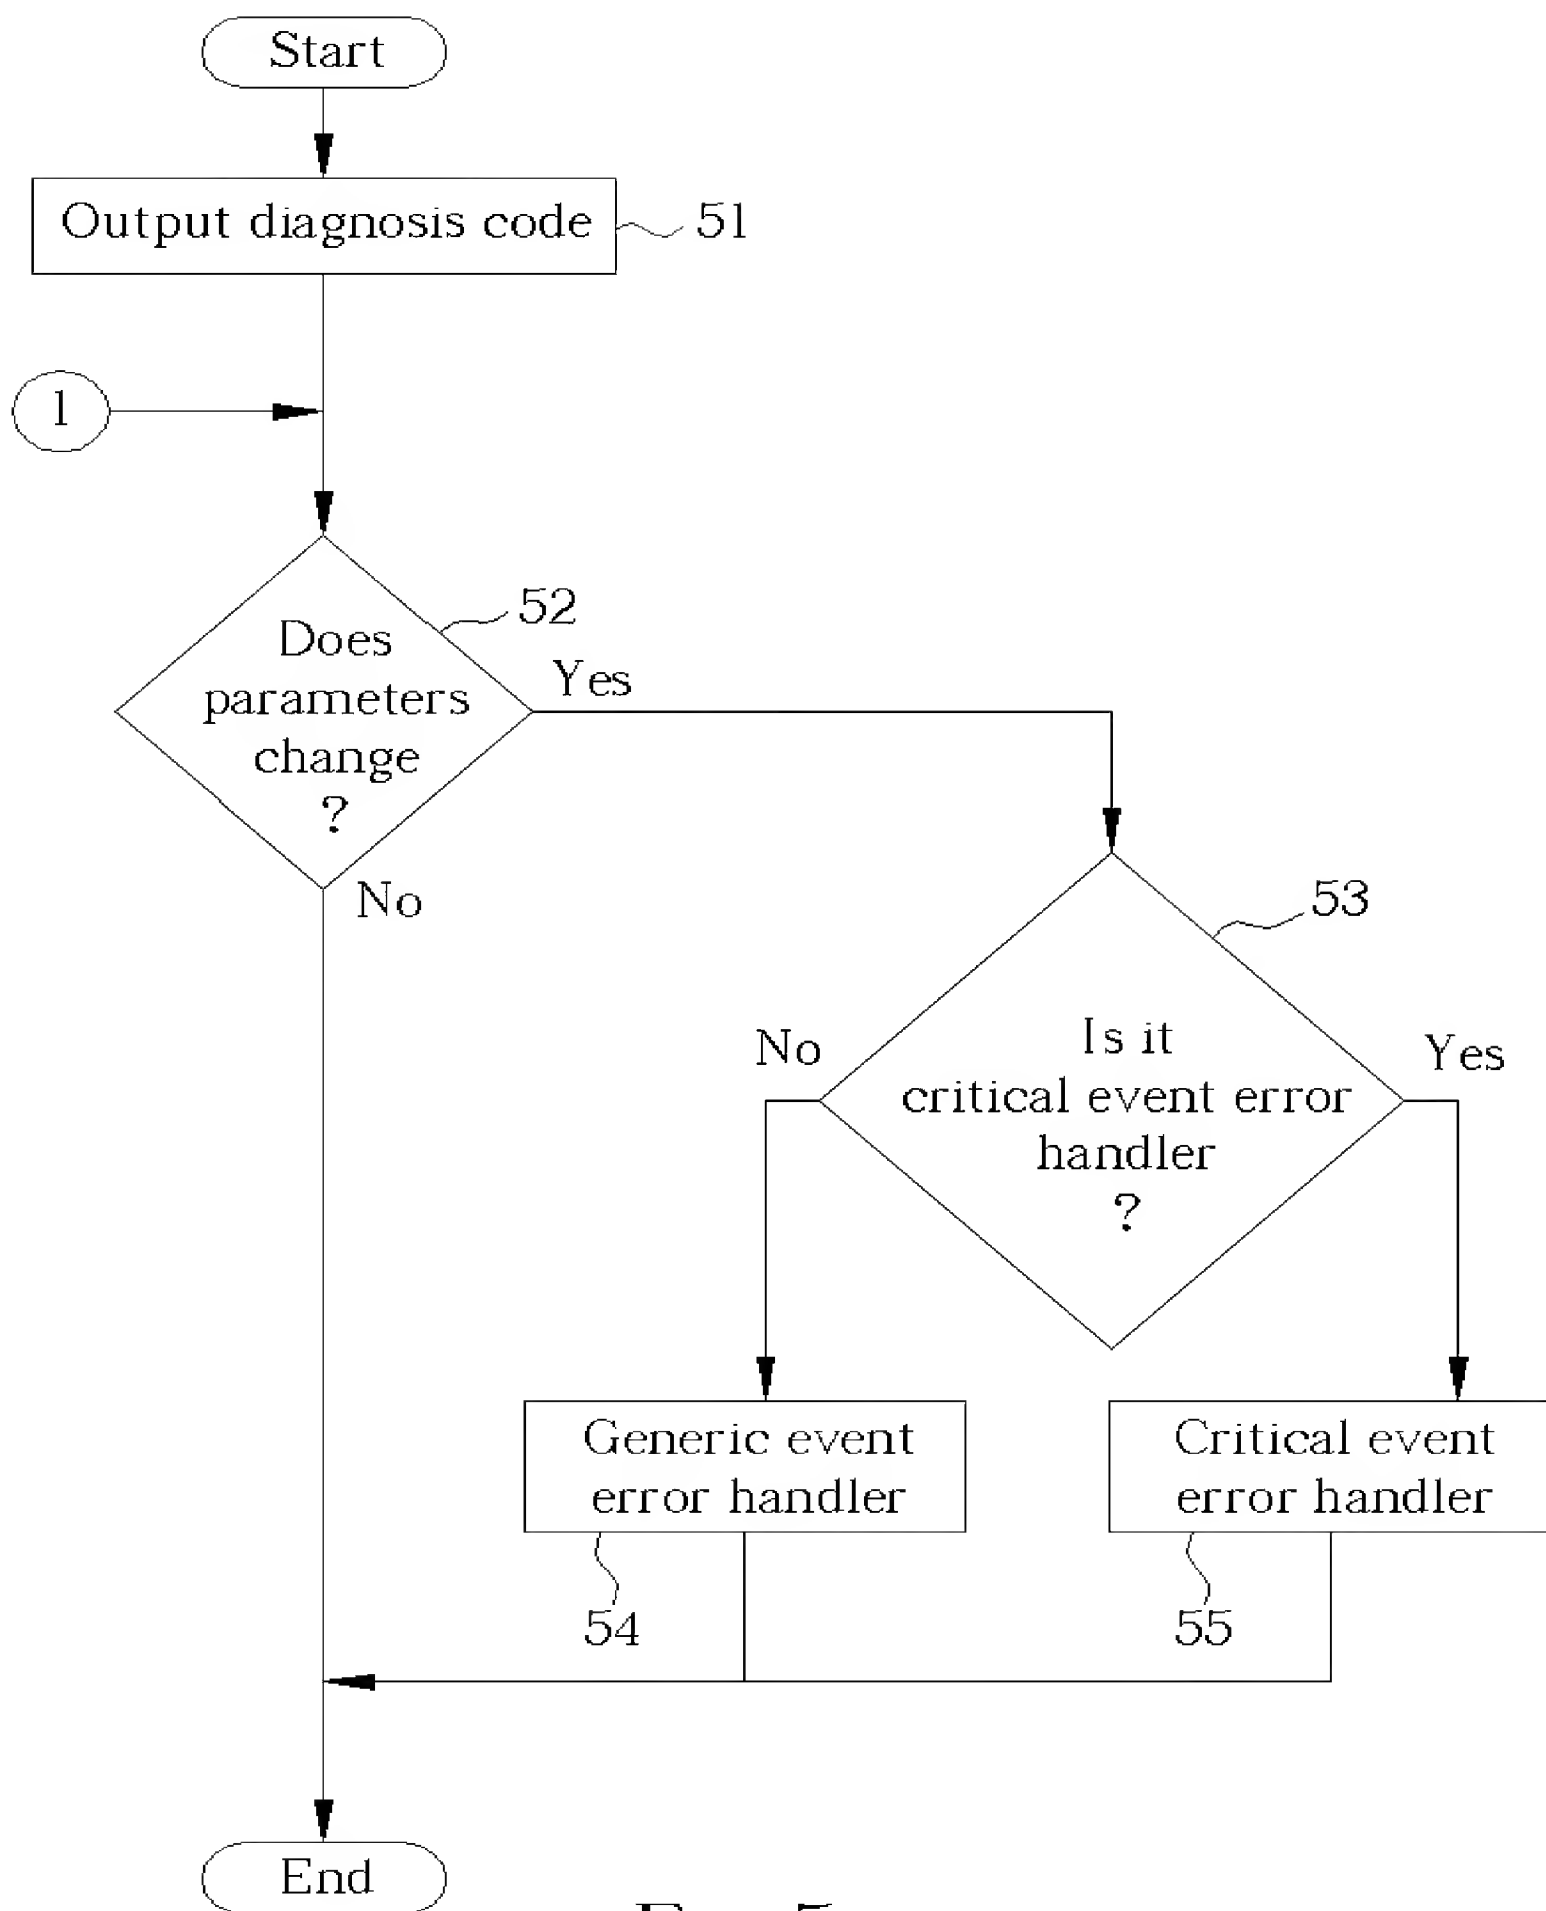 Start
Output diagnosis code
51
1
52
Does
parameters
change
?
Yes
No
53
Is it
critical event error
handler
?
No
Yes
Generic event
error handler
Critical event
error handler
54
55
End